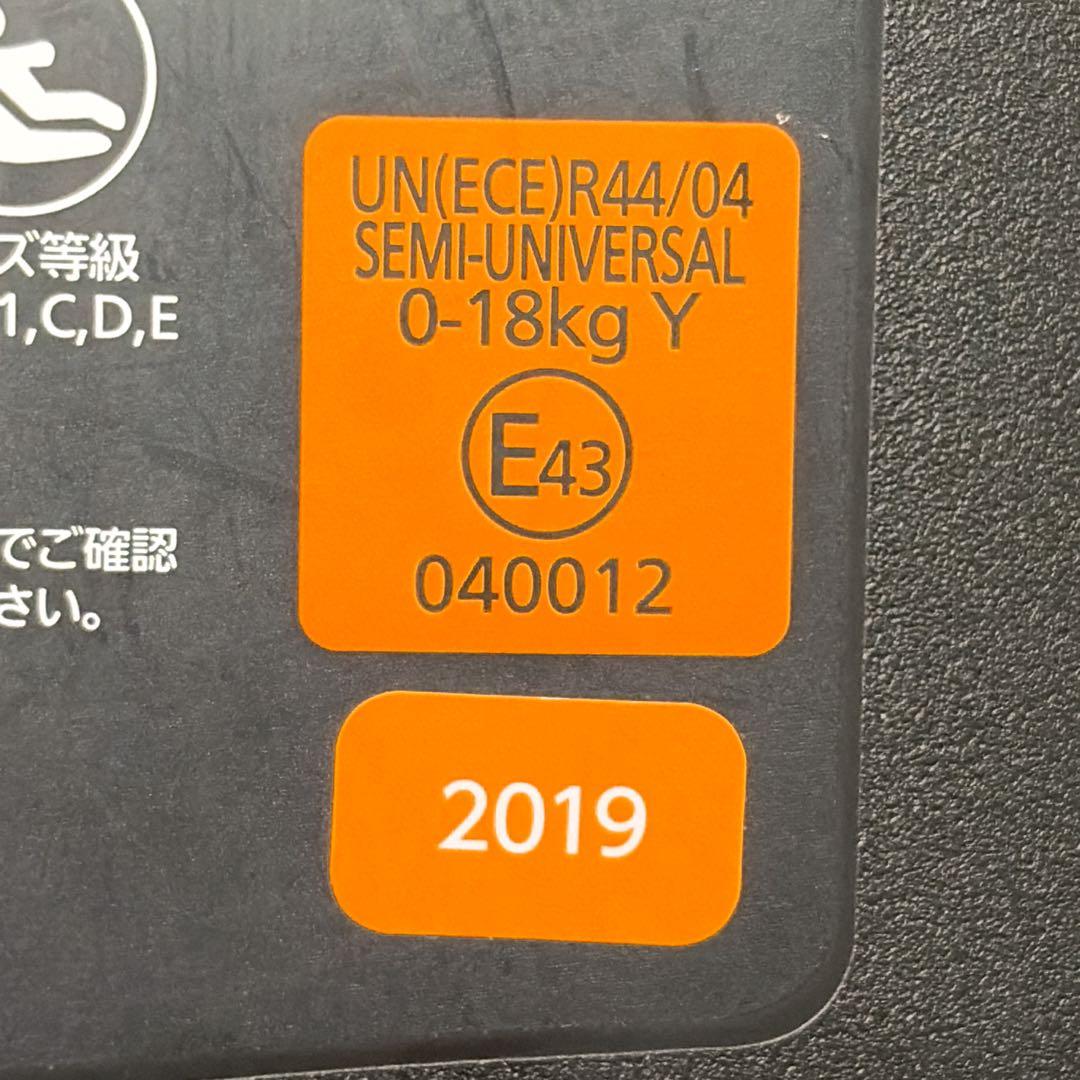 ズ等級
1,C,D,E
でご確認
さい。
UN(ECE)R44/04
SEMI-UNIVERSAL
0-18kg Y
E43
040012
2019